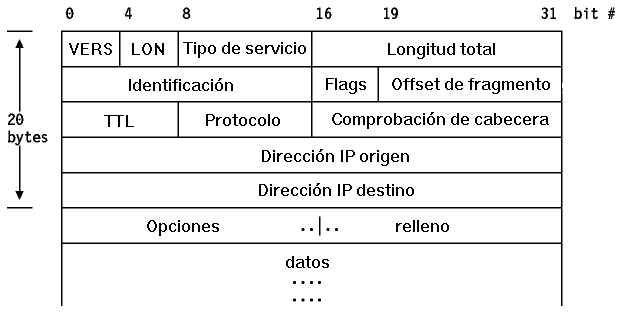 0 4 8 16 19 31 bit #
VERS LON Tipo de servicio Longitud total
Identificación Flags Offset de fragmento
20 bytes
TTL Protocolo Comprobación de cabecera
Dirección IP origen
Dirección IP destino
Opciones ..|.. relleno
datos
....
....